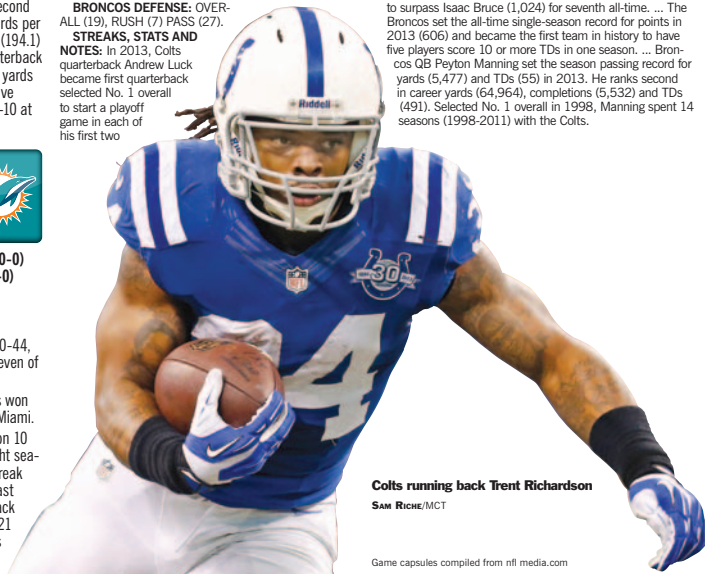 econd
rds per
(194.1)
terback
yards
ve
-10 at
0-0)
-0)
0-44,
even of
s won
Miami.
on 10
ht sea-
reak
ast
ck
21
s
BRONCOS DEFENSE: OVER-
ALL (19), RUSH (7) PASS (27).
STREAKS, STATS AND
NOTES: In 2013, Colts
quarterback Andrew Luck
became first quarterback
selected No. 1 overall
to start a playoff
game in each of
his first two
to surpass Isaac Bruce (1,024) for seventh all-time. ... The
Broncos set the all-time single-season record for points in
2013 (606) and became the first team in history to have
five players score 10 or more TDs in one season. ... Bron-
cos QB Peyton Manning set the season passing record for
yards (5,477) and TDs (55) in 2013. He ranks second
in career yards (64,964), completions (5,532) and TDs
(491). Selected No. 1 overall in 1998, Manning spent 14
seasons (1998-2011) with the Colts.
Riddell
NFL
30
34
Colts running back Trent Richardson
SAM RICHE/MCT
Game capsules compiled from nfl media.com